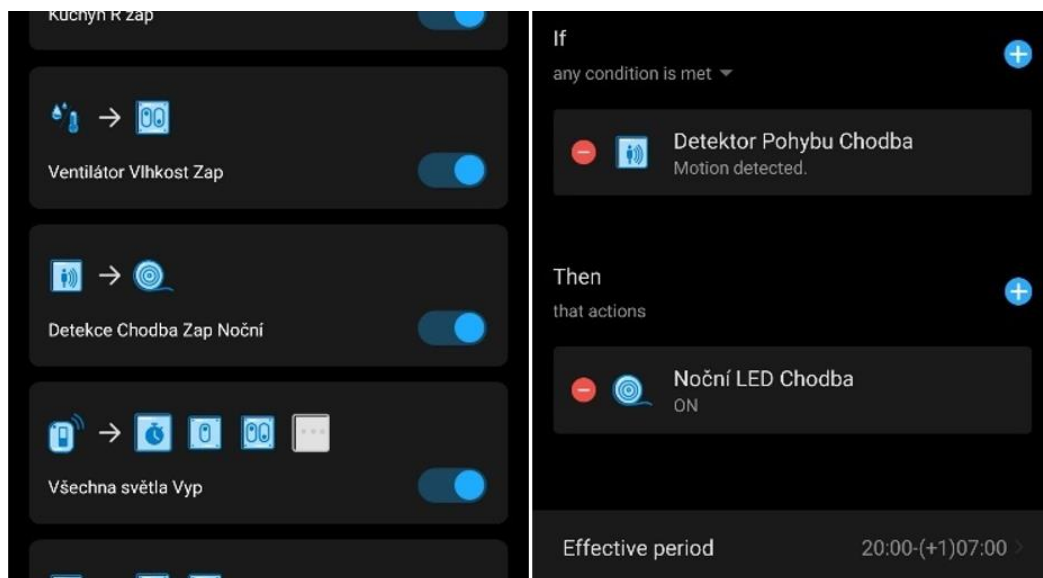 Kuchyň R zap
Ventilátor Vlhkost Zap
Detekce Chodba Zap Noční
Všechna světla Vyp
If
any condition is met
Detektor Pohybu Chodba
Motion detected.
Then
that actions
Noční LED Chodba
ON
Effective period 20:00-(+1)07:00